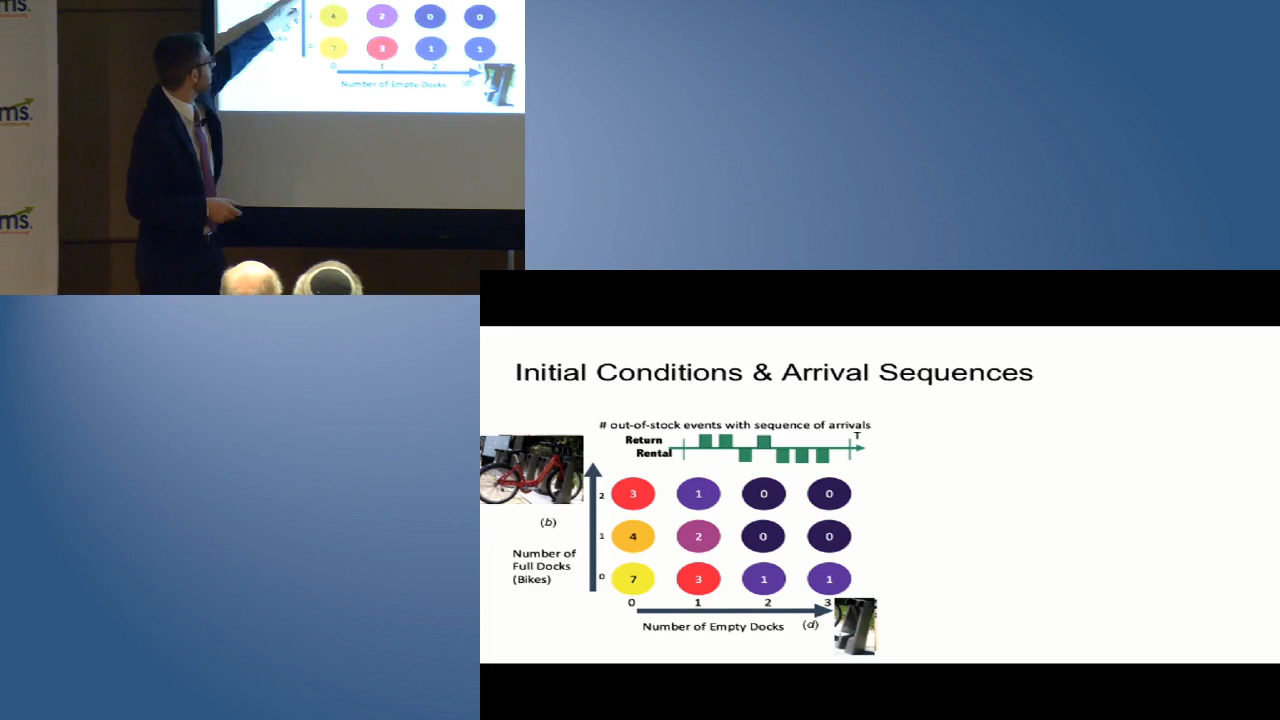 ms.
ms.
4 2 0 0
7 3 1 1
0 1 2 3
Number of Empty Docks (d)
Initial Conditions & Arrival Sequences
# out-of-stock events with sequence of arrivals
Return
Rental
T
2 3 1 0 0
(b)
1 4 2 0 0
Number of
Full Docks
(Bikes)
0 7 3 1 1
0 1 2 3
Number of Empty Docks (d)